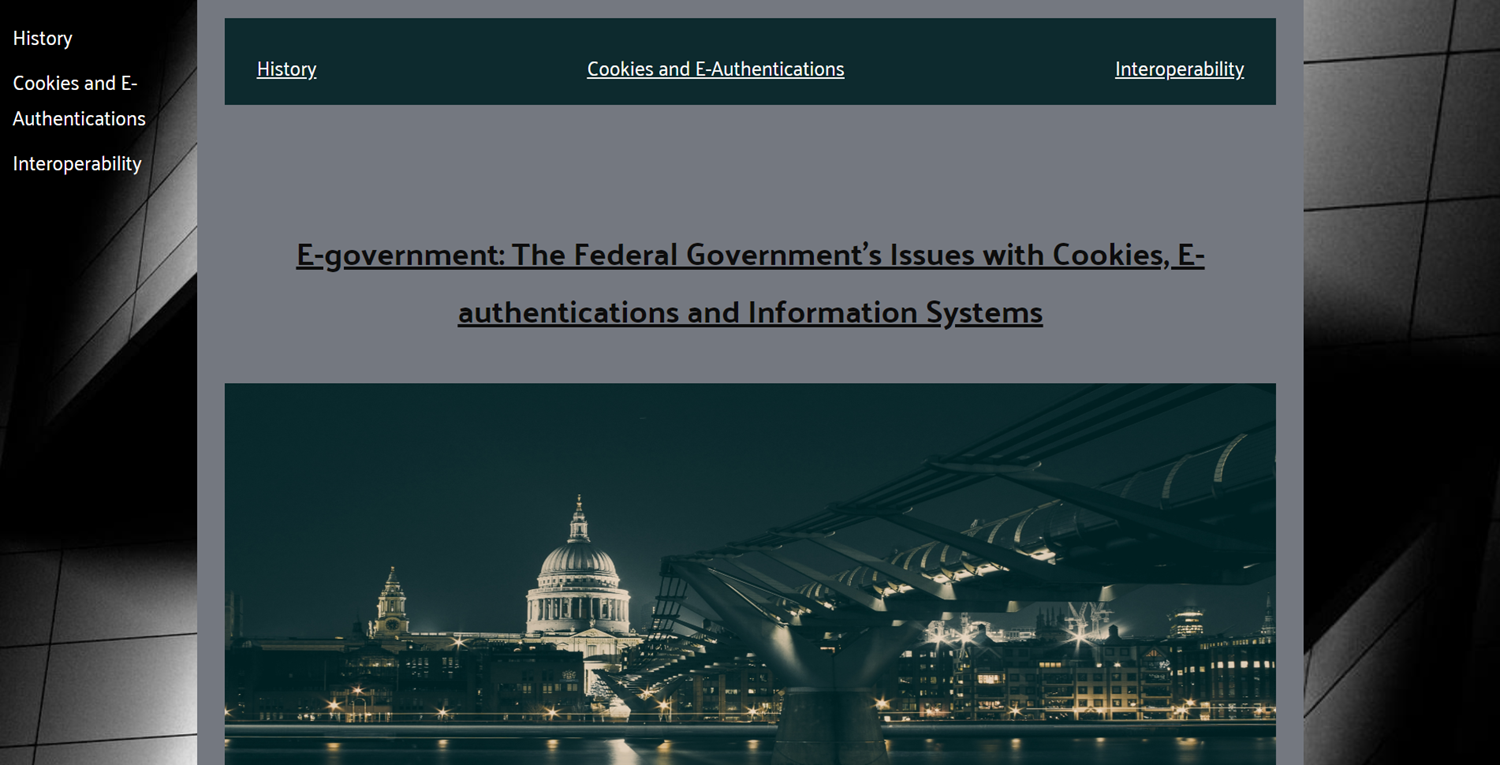 History
Cookies and E-
Authentications
Interoperability
History
Cookies and E-Authentications
Interoperability
E-government: The Federal Government’s Issues with Cookies, E-
authentications and Information Systems